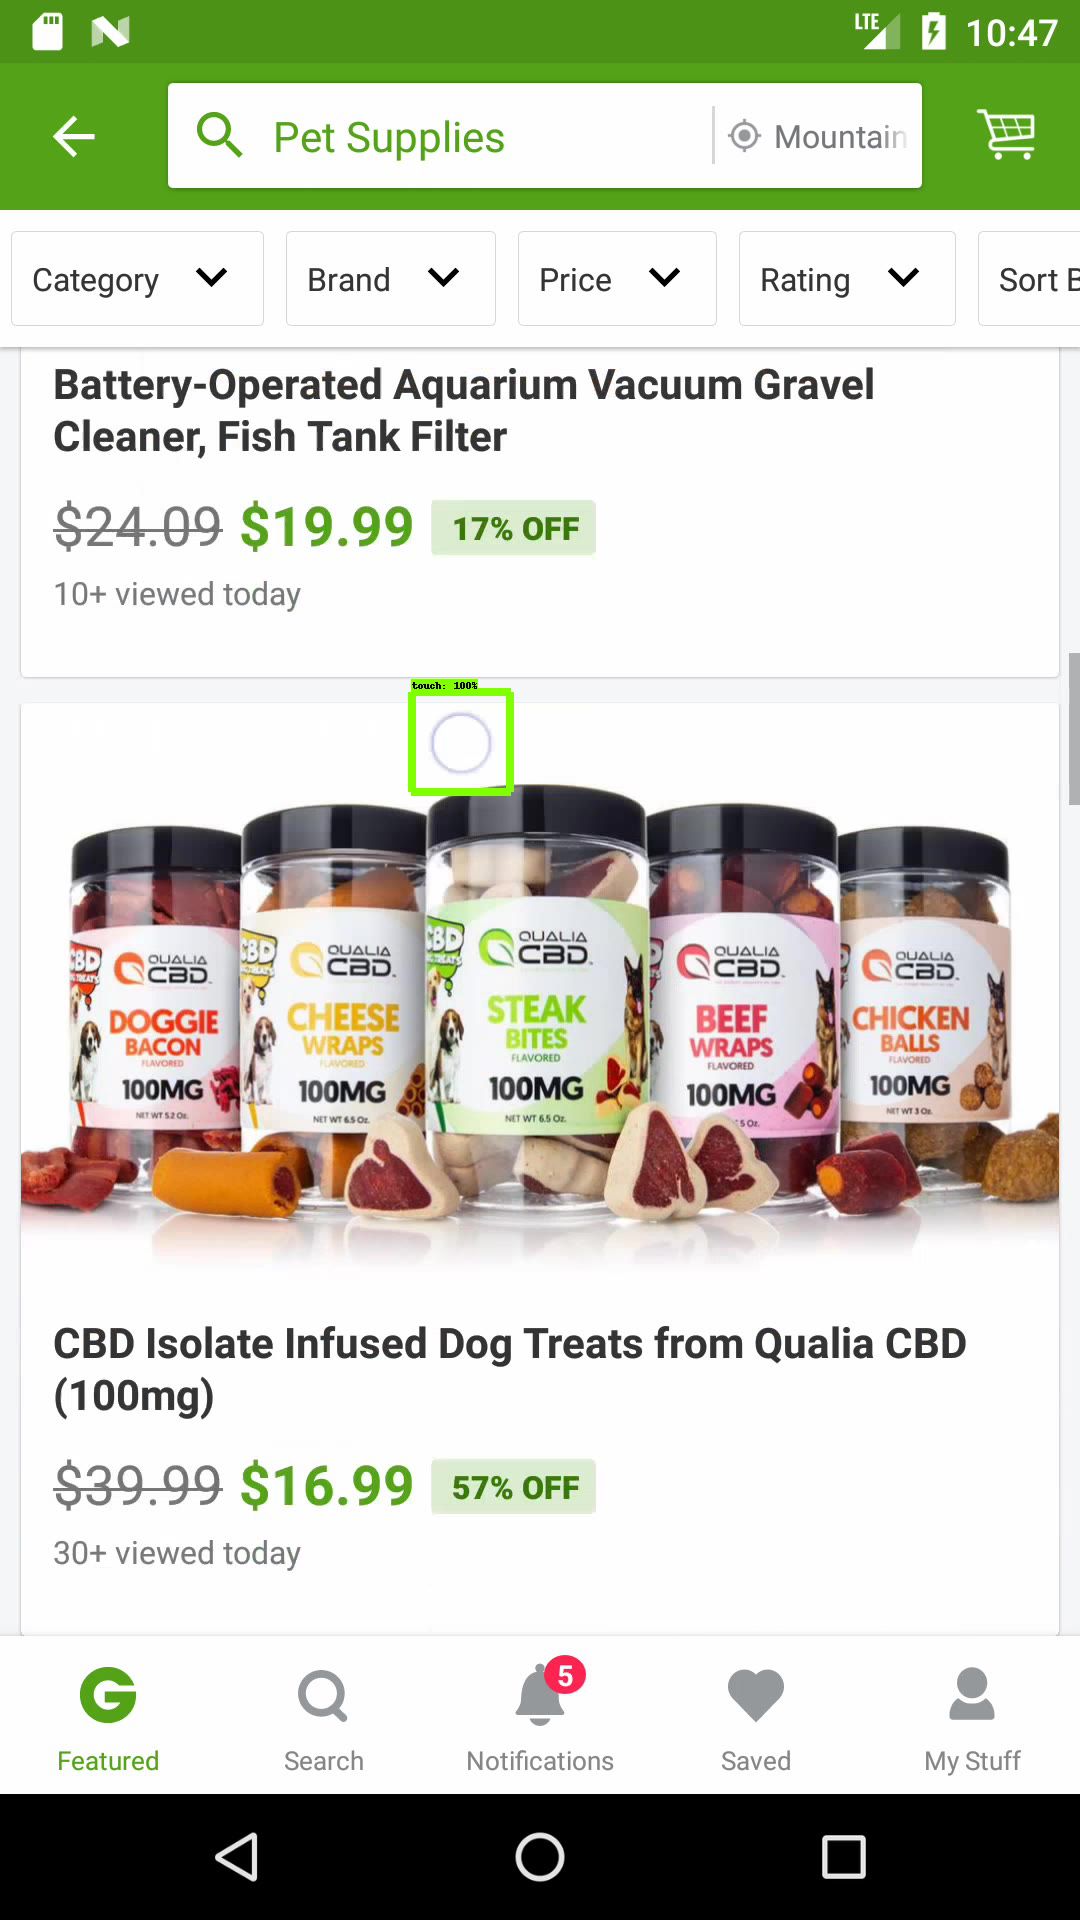 LTE 10:47
Pet Supplies Mountain
Category Brand Price Rating Sort B
Battery-Operated Aquarium Vacuum Gravel
Cleaner, Fish Tank Filter
$24.09 $19.99 17% OFF
10+ viewed today
touch: 100%
QUALIA CBD
DOGGIE
BACON
FLAVORED
100MG
NET WT 5.2 Oz.
QUALIA CBD
CHEESE
WRAPS
FLAVORED
100MG
NET WT 6.5 Oz.
QUALIA CBD
STEAK
BITES
FLAVORED
100MG
NET WT 6.5 Oz.
QUALIA CBD
BEEF
WRAPS
FLAVORED
100MG
QUALIA CBD
CHICKEN
BALLS
FLAVORED
100MG
NET WT 3 Oz.
CBD Isolate Infused Dog Treats from Qualia CBD
(100mg)
$39.99 $16.99 57% OFF
30+ viewed today
5
Featured Search Notifications Saved My Stuff